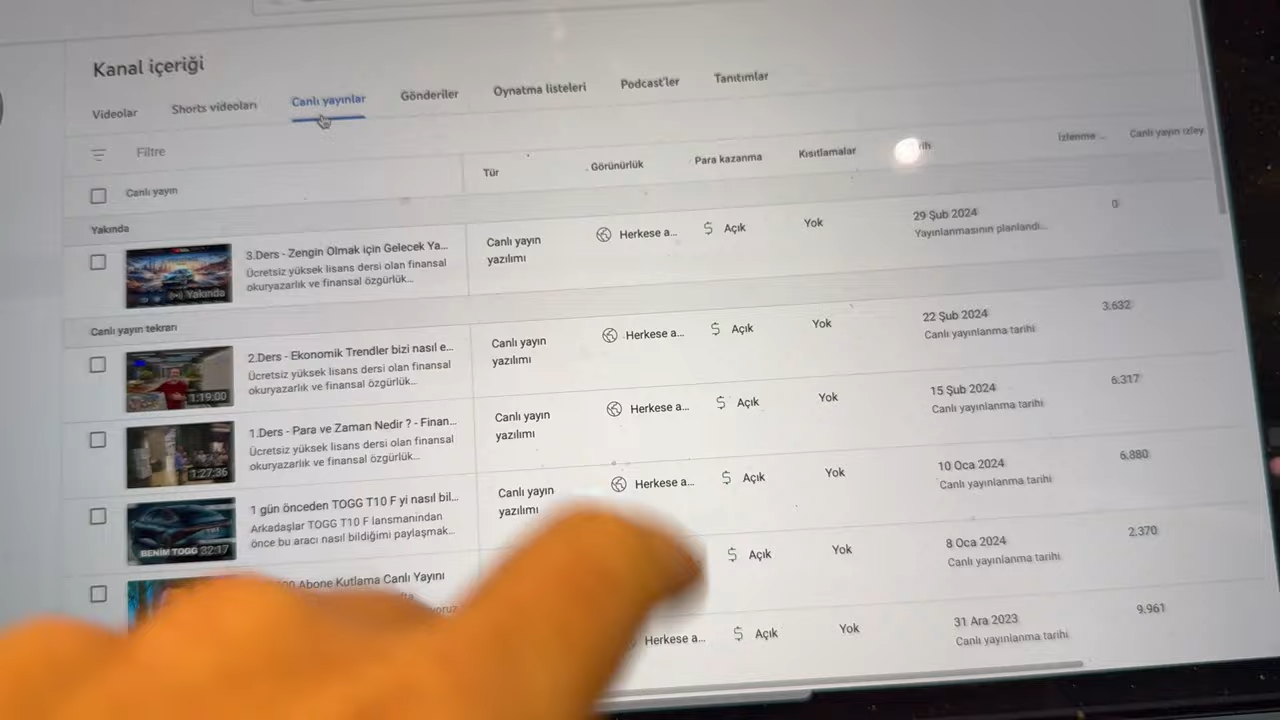 Kanal içeriği
Videolar Shorts videoları Canlı yayınlar Gönderiler Oynatma listeleri Podcast'ler Tanıtımlar
Filtre
Canlı yayın Tür Görünürlük Para kazanma Kısıtlamalar İzlenme ... Canlı yayın izley
Yakında
3.Ders - Zengin Olmak için Gelecek Ya... Canlı yayın Herkese a... Açık Yok 29 Şub 2024 0
Ücretsiz yüksek lisans dersi olan finansal yazılımı Yayınlanmasının planlandı...
okuryazarlık ve finansal özgürlük...
Yakında
Canlı yayın tekrarı
2.Ders - Ekonomik Trendler bizi nasıl e... Canlı yayın Herkese a... Açık Yok 22 Şub 2024 3.632
Ücretsiz yüksek lisans dersi olan finansal yazılımı Canlı yayınlanma tarihi
okuryazarlık ve finansal özgürlük...
1:19:00
1.Ders - Para ve Zaman Nedir ? - Finan... Canlı yayın Herkese a... Açık Yok 15 Şub 2024 6.317
Ücretsiz yüksek lisans dersi olan finansal yazılımı Canlı yayınlanma tarihi
okuryazarlık ve finansal özgürlük...
1:27:36
1 gün önceden TOGG T10 F yi nasıl bil... Canlı yayın Herkese a... Açık Yok 10 Oca 2024 6.880
Arkadaşlar TOGG T10 F lansmanından yazılımı Canlı yayınlanma tarihi
önce bu aracı nasıl bildiğimi paylaşmak...
BENİM TOGG 32:17
Abone Kutlama Canlı Yayını Açık Yok 8 Oca 2024 2.370
Canlı yayınlanma tarihi
Herkese a... Açık Yok 31 Ara 2023 9.961
Canlı yayınlanma tarihi